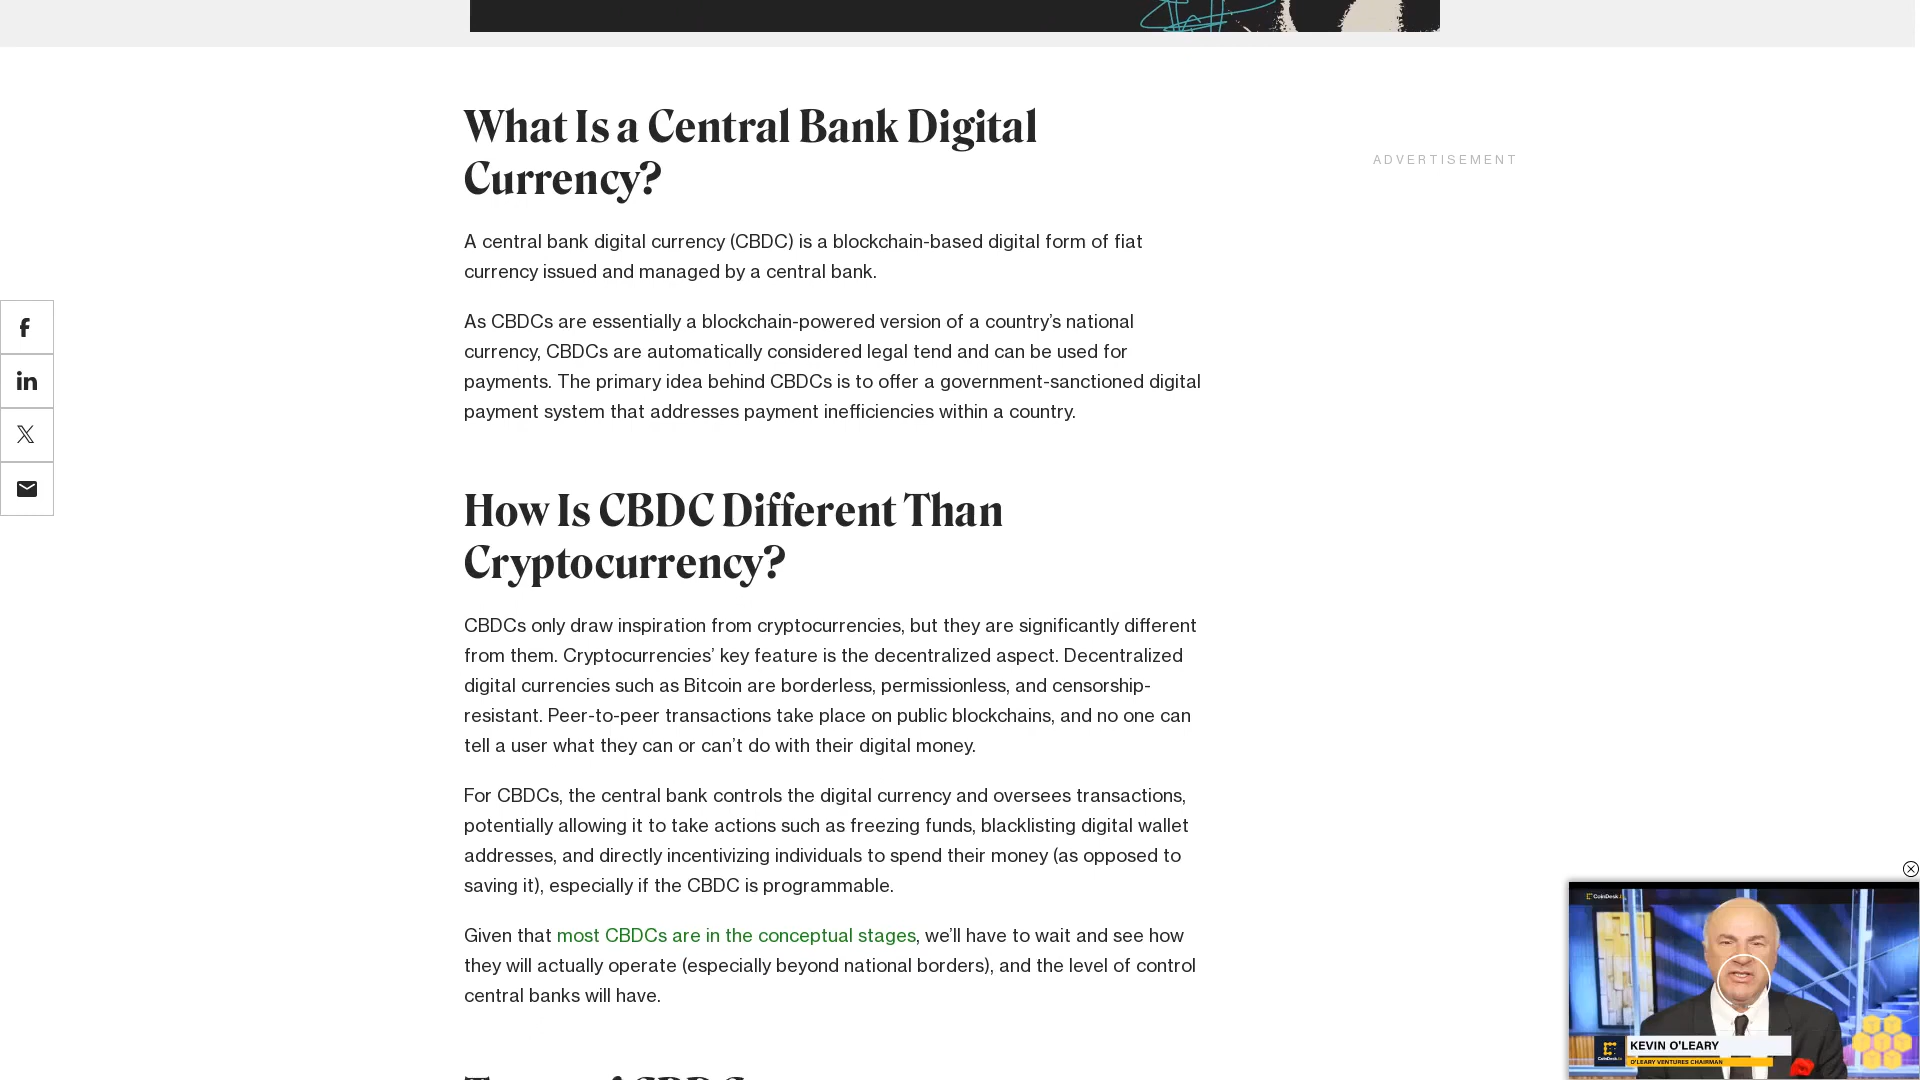 What Is a Central Bank Digital
Currency?
ADVERTISEMENT
A central bank digital currency (CBDC) is a blockchain-based digital form of fiat
currency issued and managed by a central bank.
As CBDCs are essentially a blockchain-powered version of a country’s national
currency, CBDCs are automatically considered legal tend and can be used for
payments. The primary idea behind CBDCs is to offer a government-sanctioned digital
payment system that addresses payment inefficiencies within a country.
How Is CBDC Different Than
Cryptocurrency?
CBDCs only draw inspiration from cryptocurrencies, but they are significantly different
from them. Cryptocurrencies’ key feature is the decentralized aspect. Decentralized
digital currencies such as Bitcoin are borderless, permissionless, and censorship-
resistant. Peer-to-peer transactions take place on public blockchains, and no one can
tell a user what they can or can’t do with their digital money.
For CBDCs, the central bank controls the digital currency and oversees transactions,
potentially allowing it to take actions such as freezing funds, blacklisting digital wallet
addresses, and directly incentivizing individuals to spend their money (as opposed to
saving it), especially if the CBDC is programmable.
Given that most CBDCs are in the conceptual stages, we’ll have to wait and see how
they will actually operate (especially beyond national borders), and the level of control
central banks will have.
CoinDesk
KEVIN O'LEARY
O'LEARY VENTURES CHAIRMAN